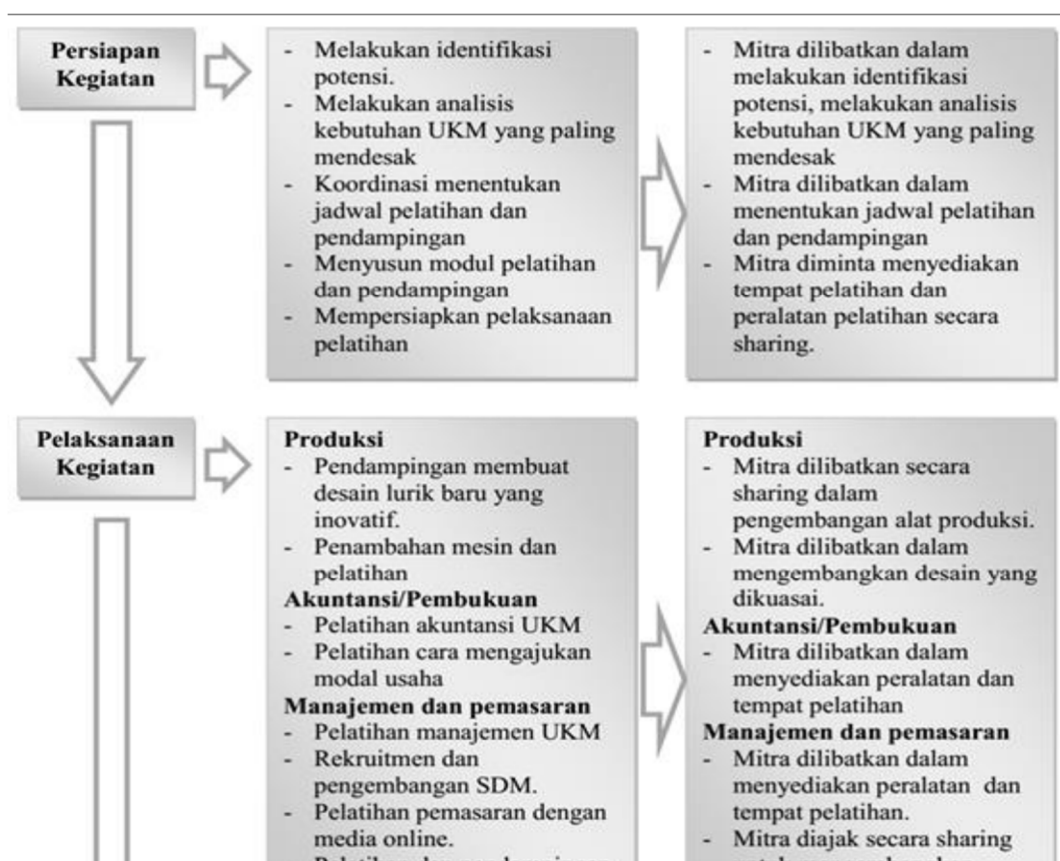 Persiapan
Kegiatan
- Melakukan identifikasi
potensi.
- Melakukan analisis
kebutuhan UKM yang paling
mendesak
- Koordinasi menentukan
jadwal pelatihan dan
pendampingan
- Menyusun modul pelatihan
dan pendampingan
- Mempersiapkan pelaksanaan
pelatihan
- Mitra dilibatkan dalam
melakukan identifikasi
potensi, melakukan analisis
kebutuhan UKM yang paling
mendesak
- Mitra dilibatkan dalam
menentukan jadwal pelatihan
dan pendampingan
- Mitra diminta menyediakan
tempat pelatihan dan
peralatan pelatihan secara
sharing.
Pelaksanaan
Kegiatan
Produksi
- Pendampingan membuat
desain lurik baru yang
inovatif.
- Penambahan mesin dan
pelatihan
Akuntansi/Pembukuan
- Pelatihan akuntansi UKM
- Pelatihan cara mengajukan
modal usaha
Manajemen dan pemasaran
- Pelatihan manajemen UKM
- Rekruitmen dan
pengembangan SDM.
- Pelatihan pemasaran dengan
media online.
Produksi
- Mitra dilibatkan secara
sharing dalam
pengembangan alat produksi.
- Mitra dilibatkan dalam
mengembangkan desain yang
dikuasai.
Akuntansi/Pembukuan
- Mitra dilibatkan dalam
menyediakan peralatan dan
tempat pelatihan
Manajemen dan pemasaran
- Mitra dilibatkan dalam
menyediakan peralatan dan
tempat pelatihan.
- Mitra diajak secara sharing